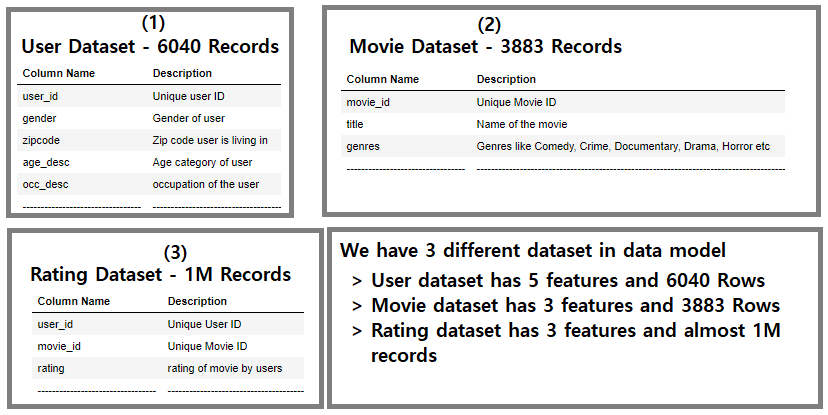 (1)
User Dataset - 6040 Records
Column Name Description
user_id Unique user ID
gender Gender of user
zipcode Zip code user is living in
age_desc Age category of user
occ_desc occupation of the user
(2)
Movie Dataset - 3883 Records
Column Name Description
movie_id Unique Movie ID
title Name of the movie
genres Genres like Comedy, Crime, Documentary, Drama, Horror etc
(3)
Rating Dataset - 1M Records
Column Name Description
user_id Unique User ID
movie_id Unique Movie ID
rating rating of movie by users
We have 3 different dataset in data model
> User dataset has 5 features and 6040 Rows
> Movie dataset has 3 features and 3883 Rows
> Rating dataset has 3 features and almost 1M
records